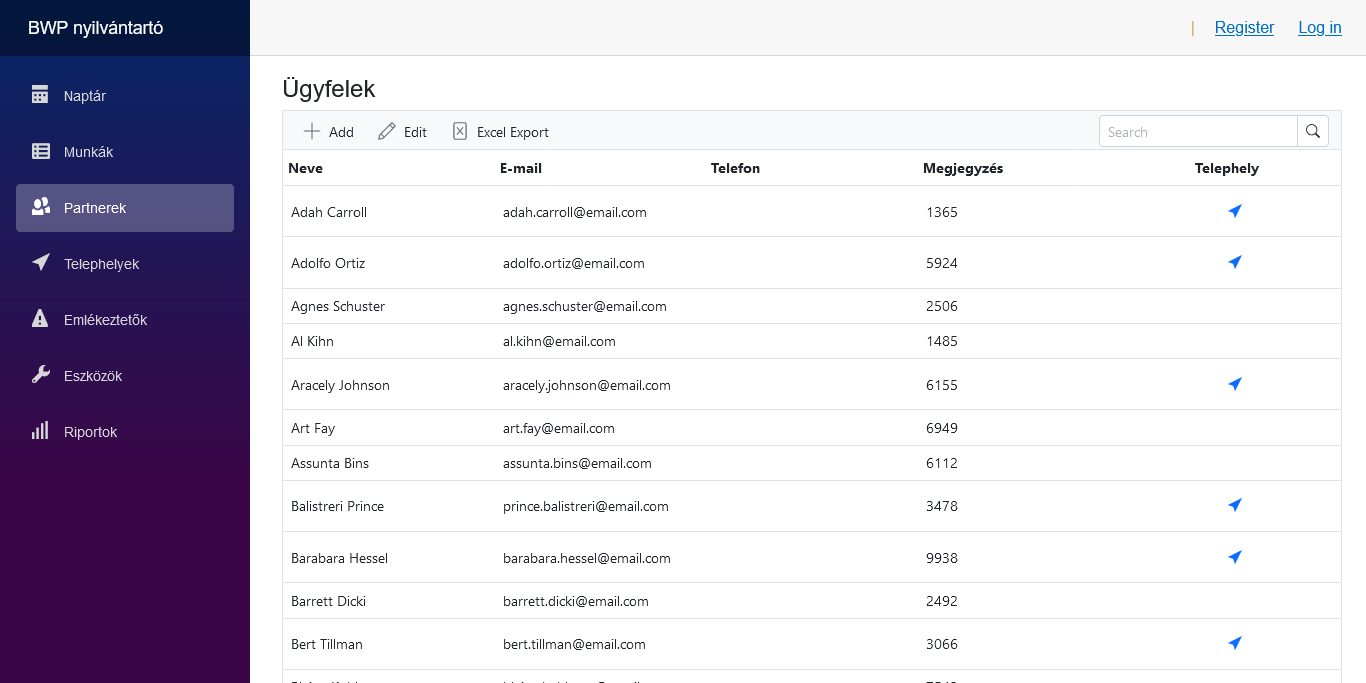 BWP nyilvántartó
| Register Log in
Naptár
Munkák
Partnerek
Telephelyek
Emlékeztetők
Eszközök
Riportok
Ügyfelek
Add Edit Excel Export Search
Neve E-mail Telefon Megjegyzés Telephely
Adah Carroll adah.carroll@email.com 1365
Adolfo Ortiz adolfo.ortiz@email.com 5924
Agnes Schuster agnes.schuster@email.com 2506
Al Kihn al.kihn@email.com 1485
Aracely Johnson aracely.johnson@email.com 6155
Art Fay art.fay@email.com 6949
Assunta Bins assunta.bins@email.com 6112
Balistreri Prince prince.balistreri@email.com 3478
Barabara Hessel barabara.hessel@email.com 9938
Barrett Dicki barrett.dicki@email.com 2492
Bert Tillman bert.tillman@email.com 3066